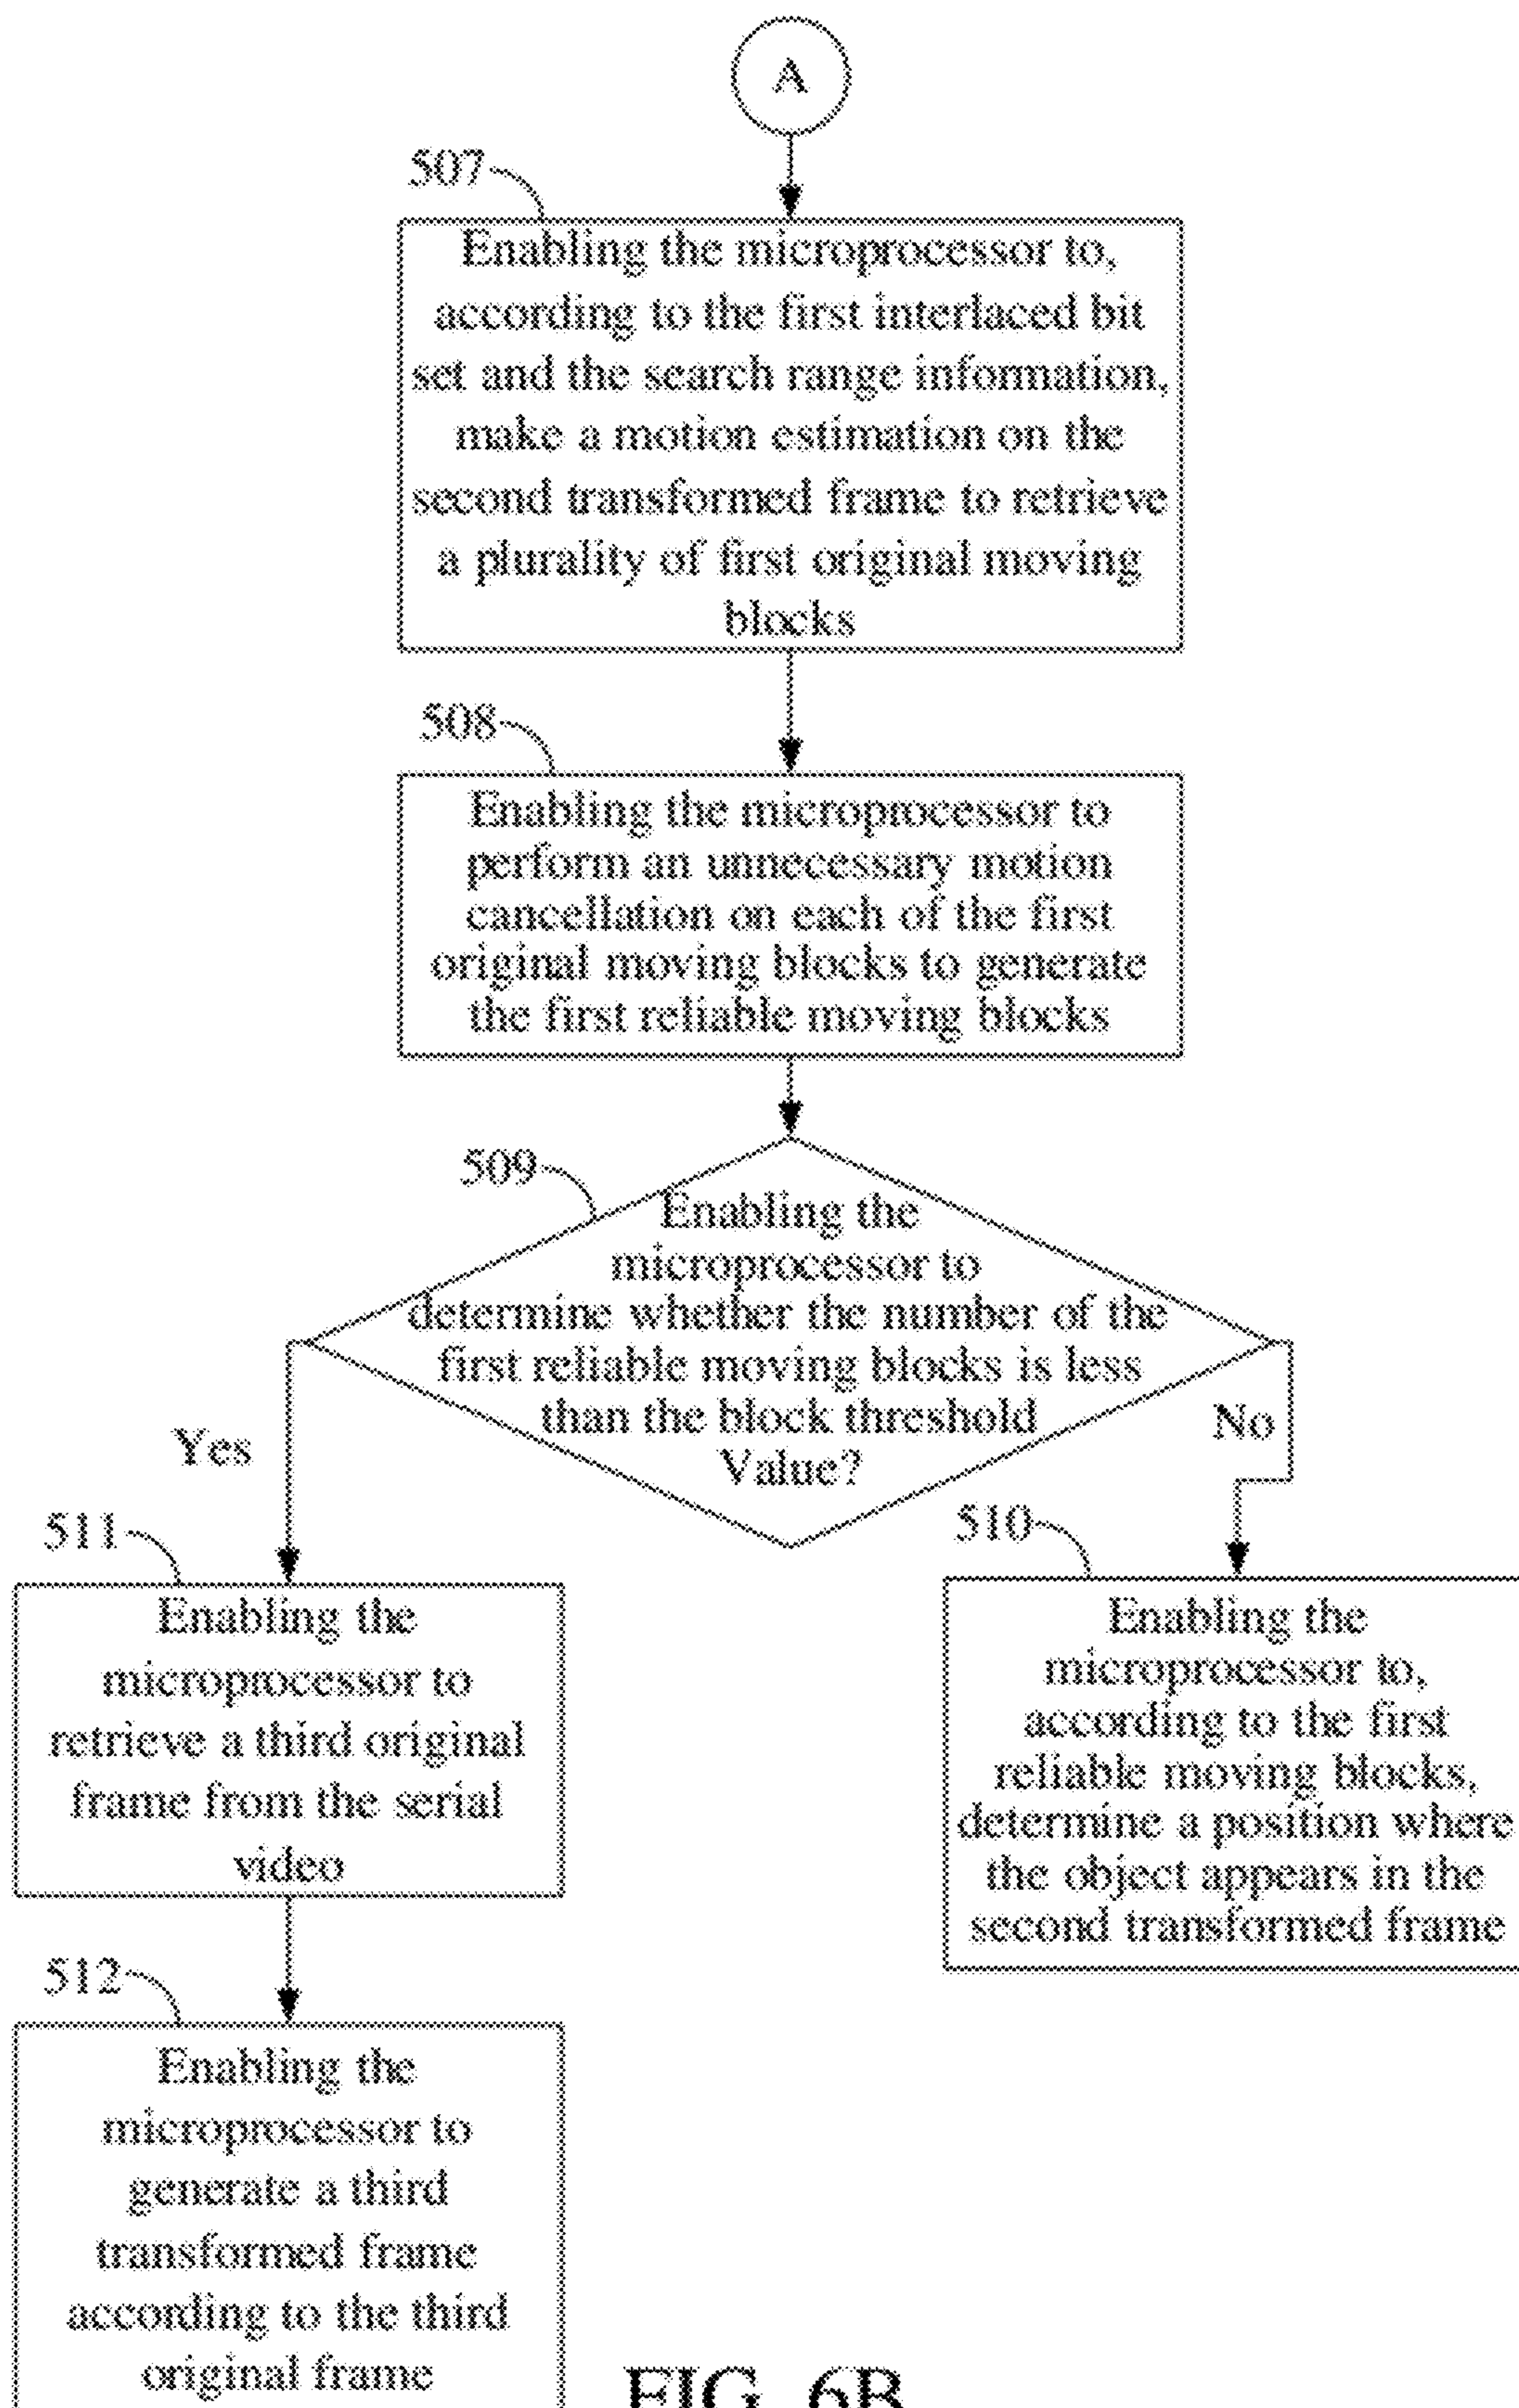 A
507
Enabling the microprocessor to,
according to the first interlaced bit
set and the search range information,
make a motion estimation on the
second transformed frame to retrieve
a plurality of first original moving
blocks
508
Enabling the microprocessor to
perform an unnecessary motion
cancellation on each of the first
original moving blocks to generate
the first reliable moving blocks
509
Enabling the
microprocessor to
determine whether the number of the
first reliable moving blocks is less
than the block threshold
Value?
Yes
No
511
Enabling the
microprocessor to
retrieve a third original
frame from the serial
video
510
Enabling the
microprocessor to,
according to the first
reliable moving blocks,
determine a position where
the object appears in the
second transformed frame
512
Enabling the
microprocessor to
generate a third
transformed frame
according to the third
original frame
FIG. 6B